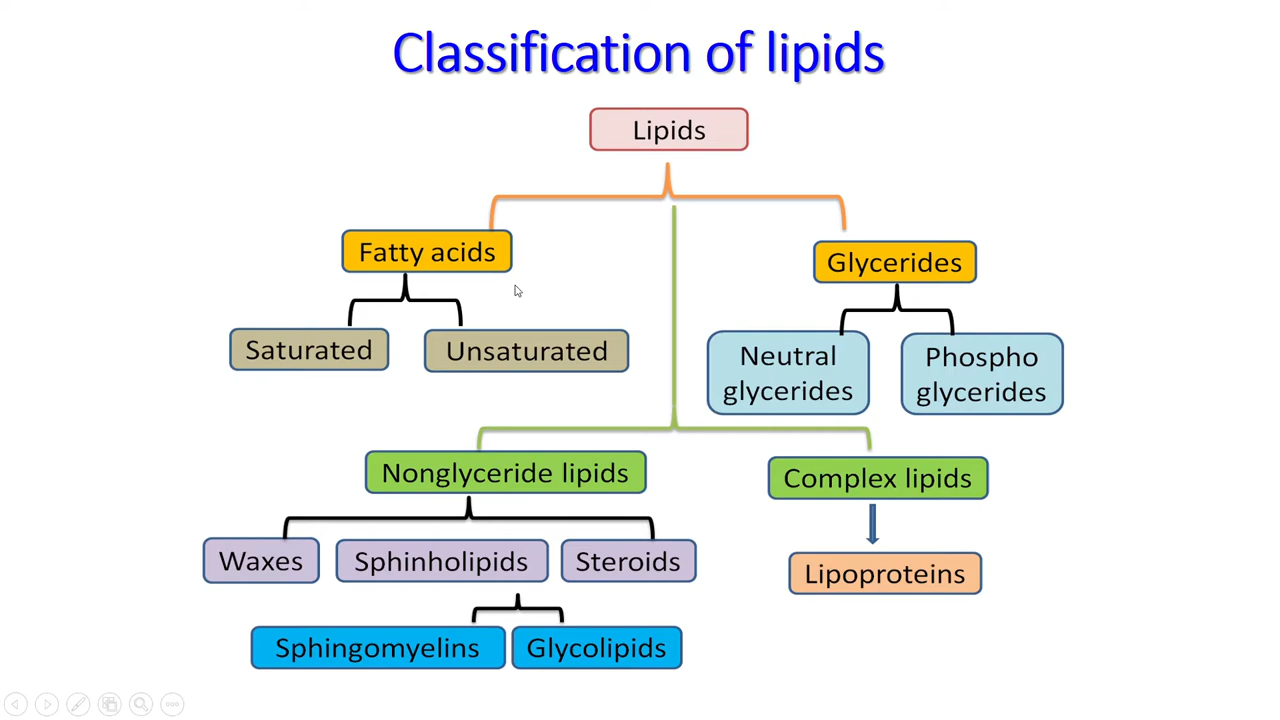 Classification of lipids
Lipids
Fatty acids
Glycerides
Saturated
Unsaturated
Neutral
glycerides
Phospho
glycerides
Nonglyceride lipids
Complex lipids
Waxes
Sphinholipids
Steroids
Lipoproteins
Sphingomyelins
Glycolipids